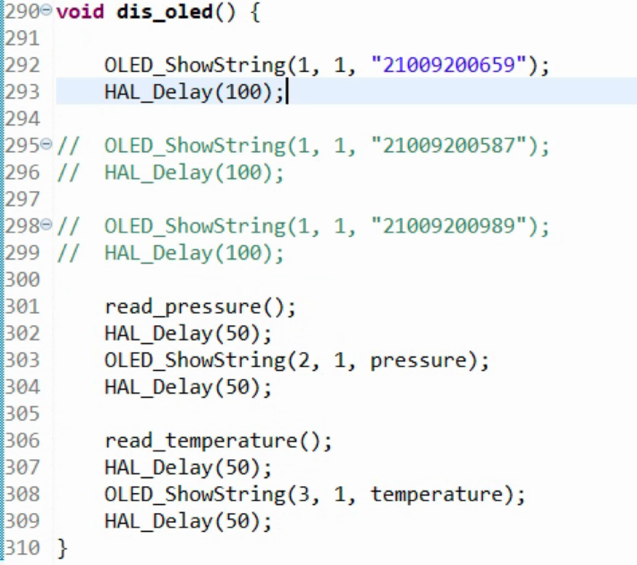 290 void dis_oled() {
291
292     OLED_ShowString(1, 1, "21009200659");
293     HAL_Delay(100);
294
295 //  OLED_ShowString(1, 1, "21009200587");
296 //  HAL_Delay(100);
297
298 //  OLED_ShowString(1, 1, "21009200989");
299 //  HAL_Delay(100);
300
301     read_pressure();
302     HAL_Delay(50);
303     OLED_ShowString(2, 1, pressure);
304     HAL_Delay(50);
305
306     read_temperature();
307     HAL_Delay(50);
308     OLED_ShowString(3, 1, temperature);
309     HAL_Delay(50);
310 }